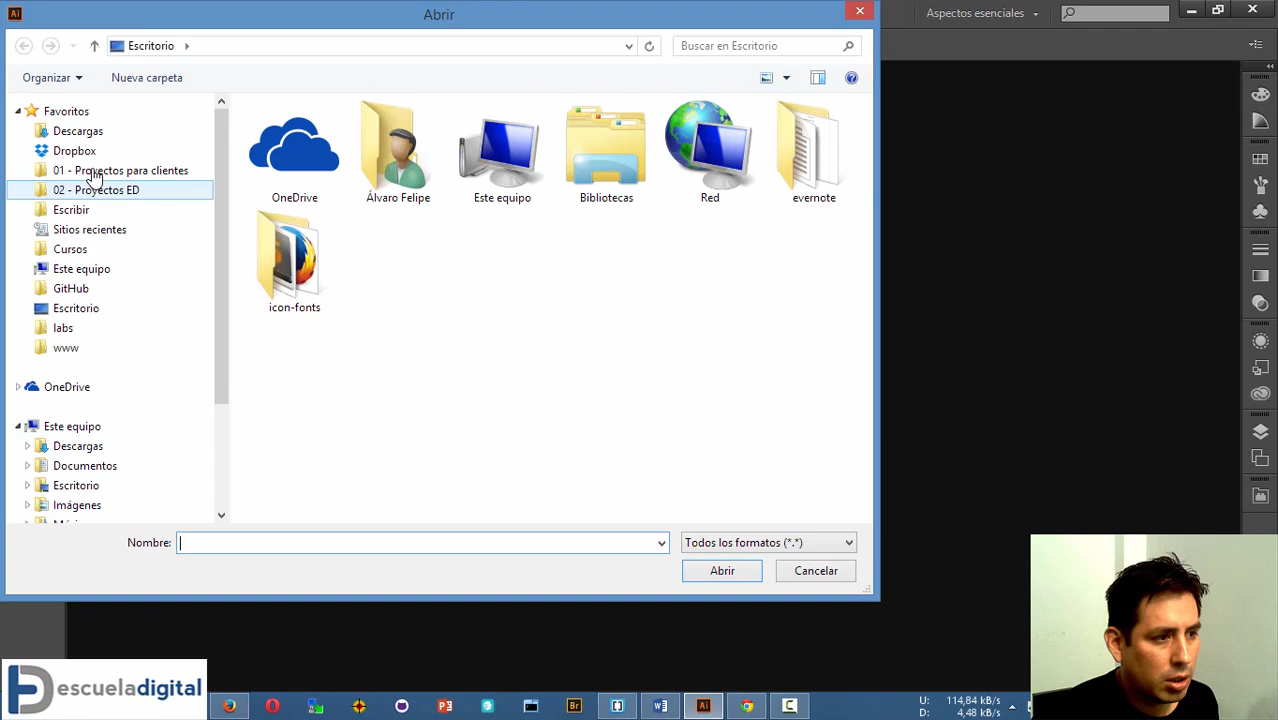 Ai
Abrir
Aspectos esenciales
Escritorio
Buscar en Escritorio
Organizar
Nueva carpeta
Favoritos
Descargas
Dropbox
01 - Proyectos para clientes
02 - Proyectos ED
Escribir
Sitios recientes
Cursos
Este equipo
GitHub
Escritorio
labs
www
OneDrive
Este equipo
Descargas
Documentos
Escritorio
Imágenes
OneDrive
Álvaro Felipe
Este equipo
Bibliotecas
Red
evernote
icon-fonts
Nombre:
Todos los formatos (*.*)
Abrir
Cancelar
escueladigital
Br
Ai
U: 114,84 kB/s
D: 4,48 kB/s